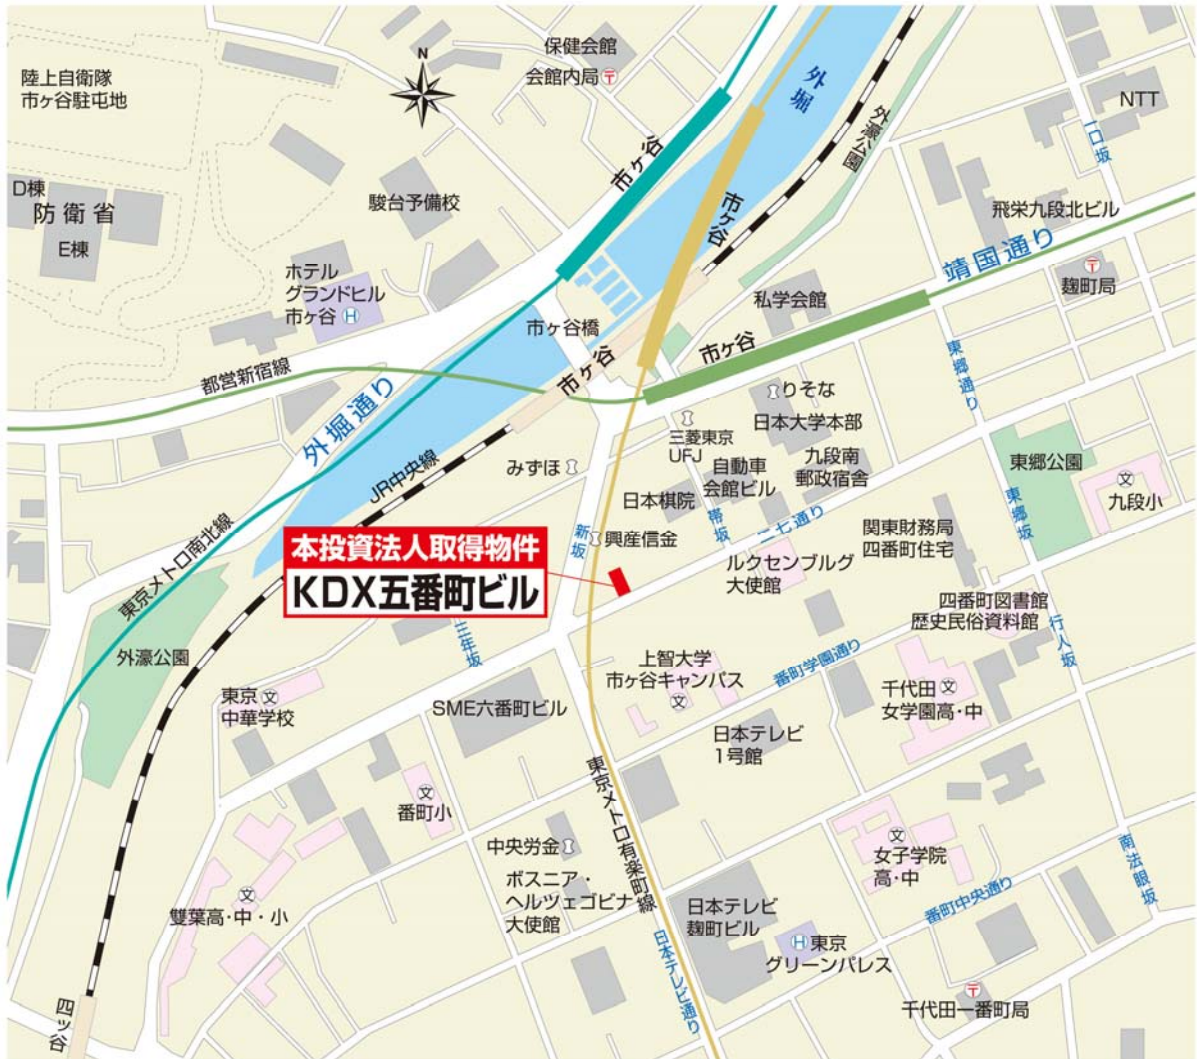 保健会館
会館内局
陸上自衛隊
市ヶ谷駐屯地
N
外堀
外濠公園
NTT
一口坂
市ヶ谷
市ヶ谷
D棟
防衛省
E棟
駿台予備校
飛栄九段北ビル
靖国通り
麹町局
ホテル
グランドヒル
市ヶ谷
H
私学会館
市ヶ谷橋
市ヶ谷
市ヶ谷
都営新宿線
外堀通り
東郷通り
りそな
日本大学本部
三菱東京
UFJ
JR中央線
みずほ
自動車
会館ビル
九段南
郵政宿舎
東郷公園
文
九段小
日本棋院
帯坂
二七通り
東郷坂
東京メトロ南北線
新坂
興産信金
関東財務局
四番町住宅
ルクセンブルグ
大使館
本投資法人取得物件
KDX五番町ビル
四番町図書館
歴史民俗資料館
行人坂
三年坂
外濠公園
上智大学
市ヶ谷キャンパス
文
番町学園通り
東京
中華学校
文
千代田
女学園高・中
文
SME六番町ビル
日本テレビ
1号館
東京メトロ有楽町線
文
番町小
中央労金
文
女子学院
高・中
南法眼坂
ボスニア・
ヘルツェゴビナ
大使館
文
雙葉高・中・小
日本テレビ
麹町ビル
番町中央通り
日本テレビ通り
H
東京
グリーンパレス
四ッ谷
千代田一番町局